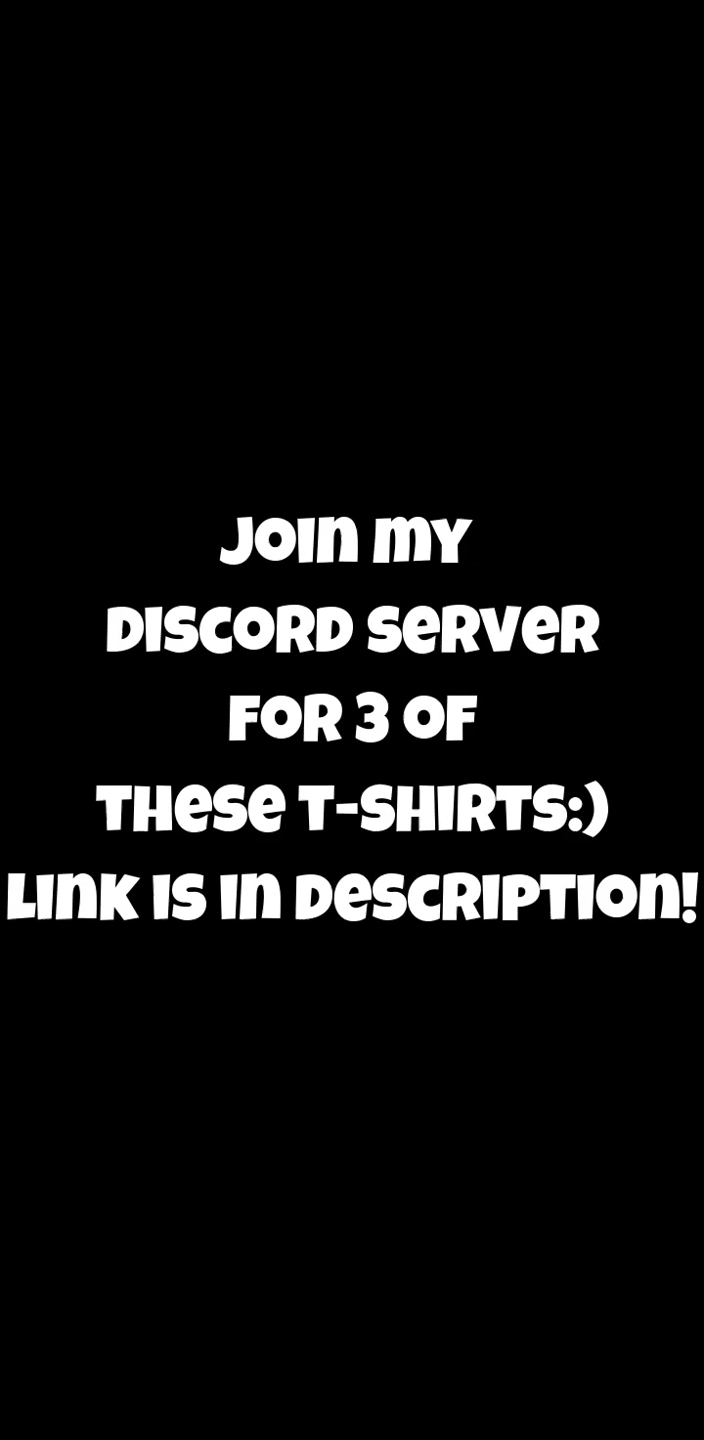 Join my
Discord server
for 3 of
these T-shirts:)
Link is in description!